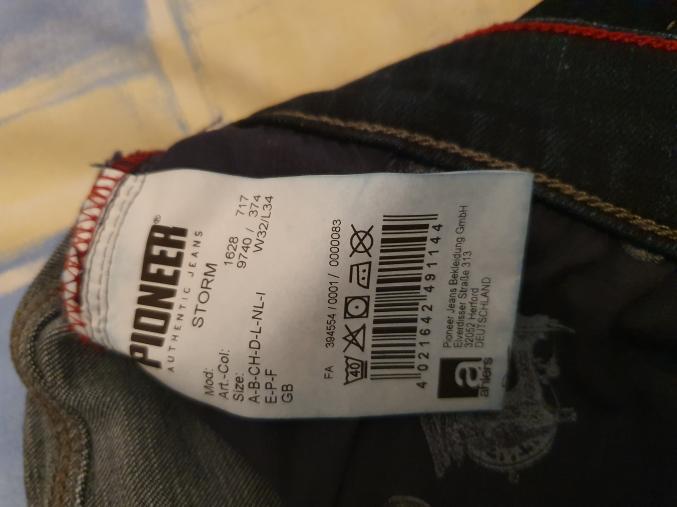 PIONEER®
AUTHENTIC JEANS
STORM
Mod: 1628 717
Art.-Col: 9740 / 374
Size: W32/L34
A-B-CH-D-L-NL-I
E-P-F
GB
FA 394554 / 0001 / 0000083
40
4 021642 491144
Pioneer Jeans Bekleidung GmbH
Elverdisser Straße 313
32052 Herford
DEUTSCHLAND
a
ahlers